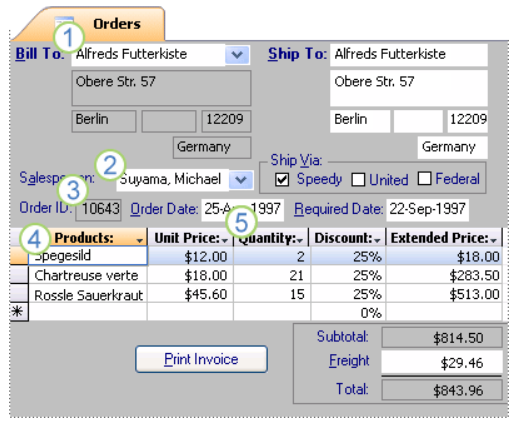 Orders
1
Bill To: Alfreds Futterkiste Ship To: Alfreds Futterkiste
Obere Str. 57 Obere Str. 57
Berlin 12209 Berlin 12209
Germany Germany
Ship Via:
2
Salesperson: Suyama, Michael Speedy United Federal
3
Order ID: 10643 Order Date: 25-Aug-1997 Required Date: 22-Sep-1997
4 5
Products: Unit Price: Quantity: Discount: Extended Price:
Spegesild $12.00 2 25% $18.00
Chartreuse verte $18.00 21 25% $283.50
Rossle Sauerkraut $45.60 15 25% $513.00
* 0%
Subtotal: $814.50
Print Invoice Freight $29.46
Total: $843.96